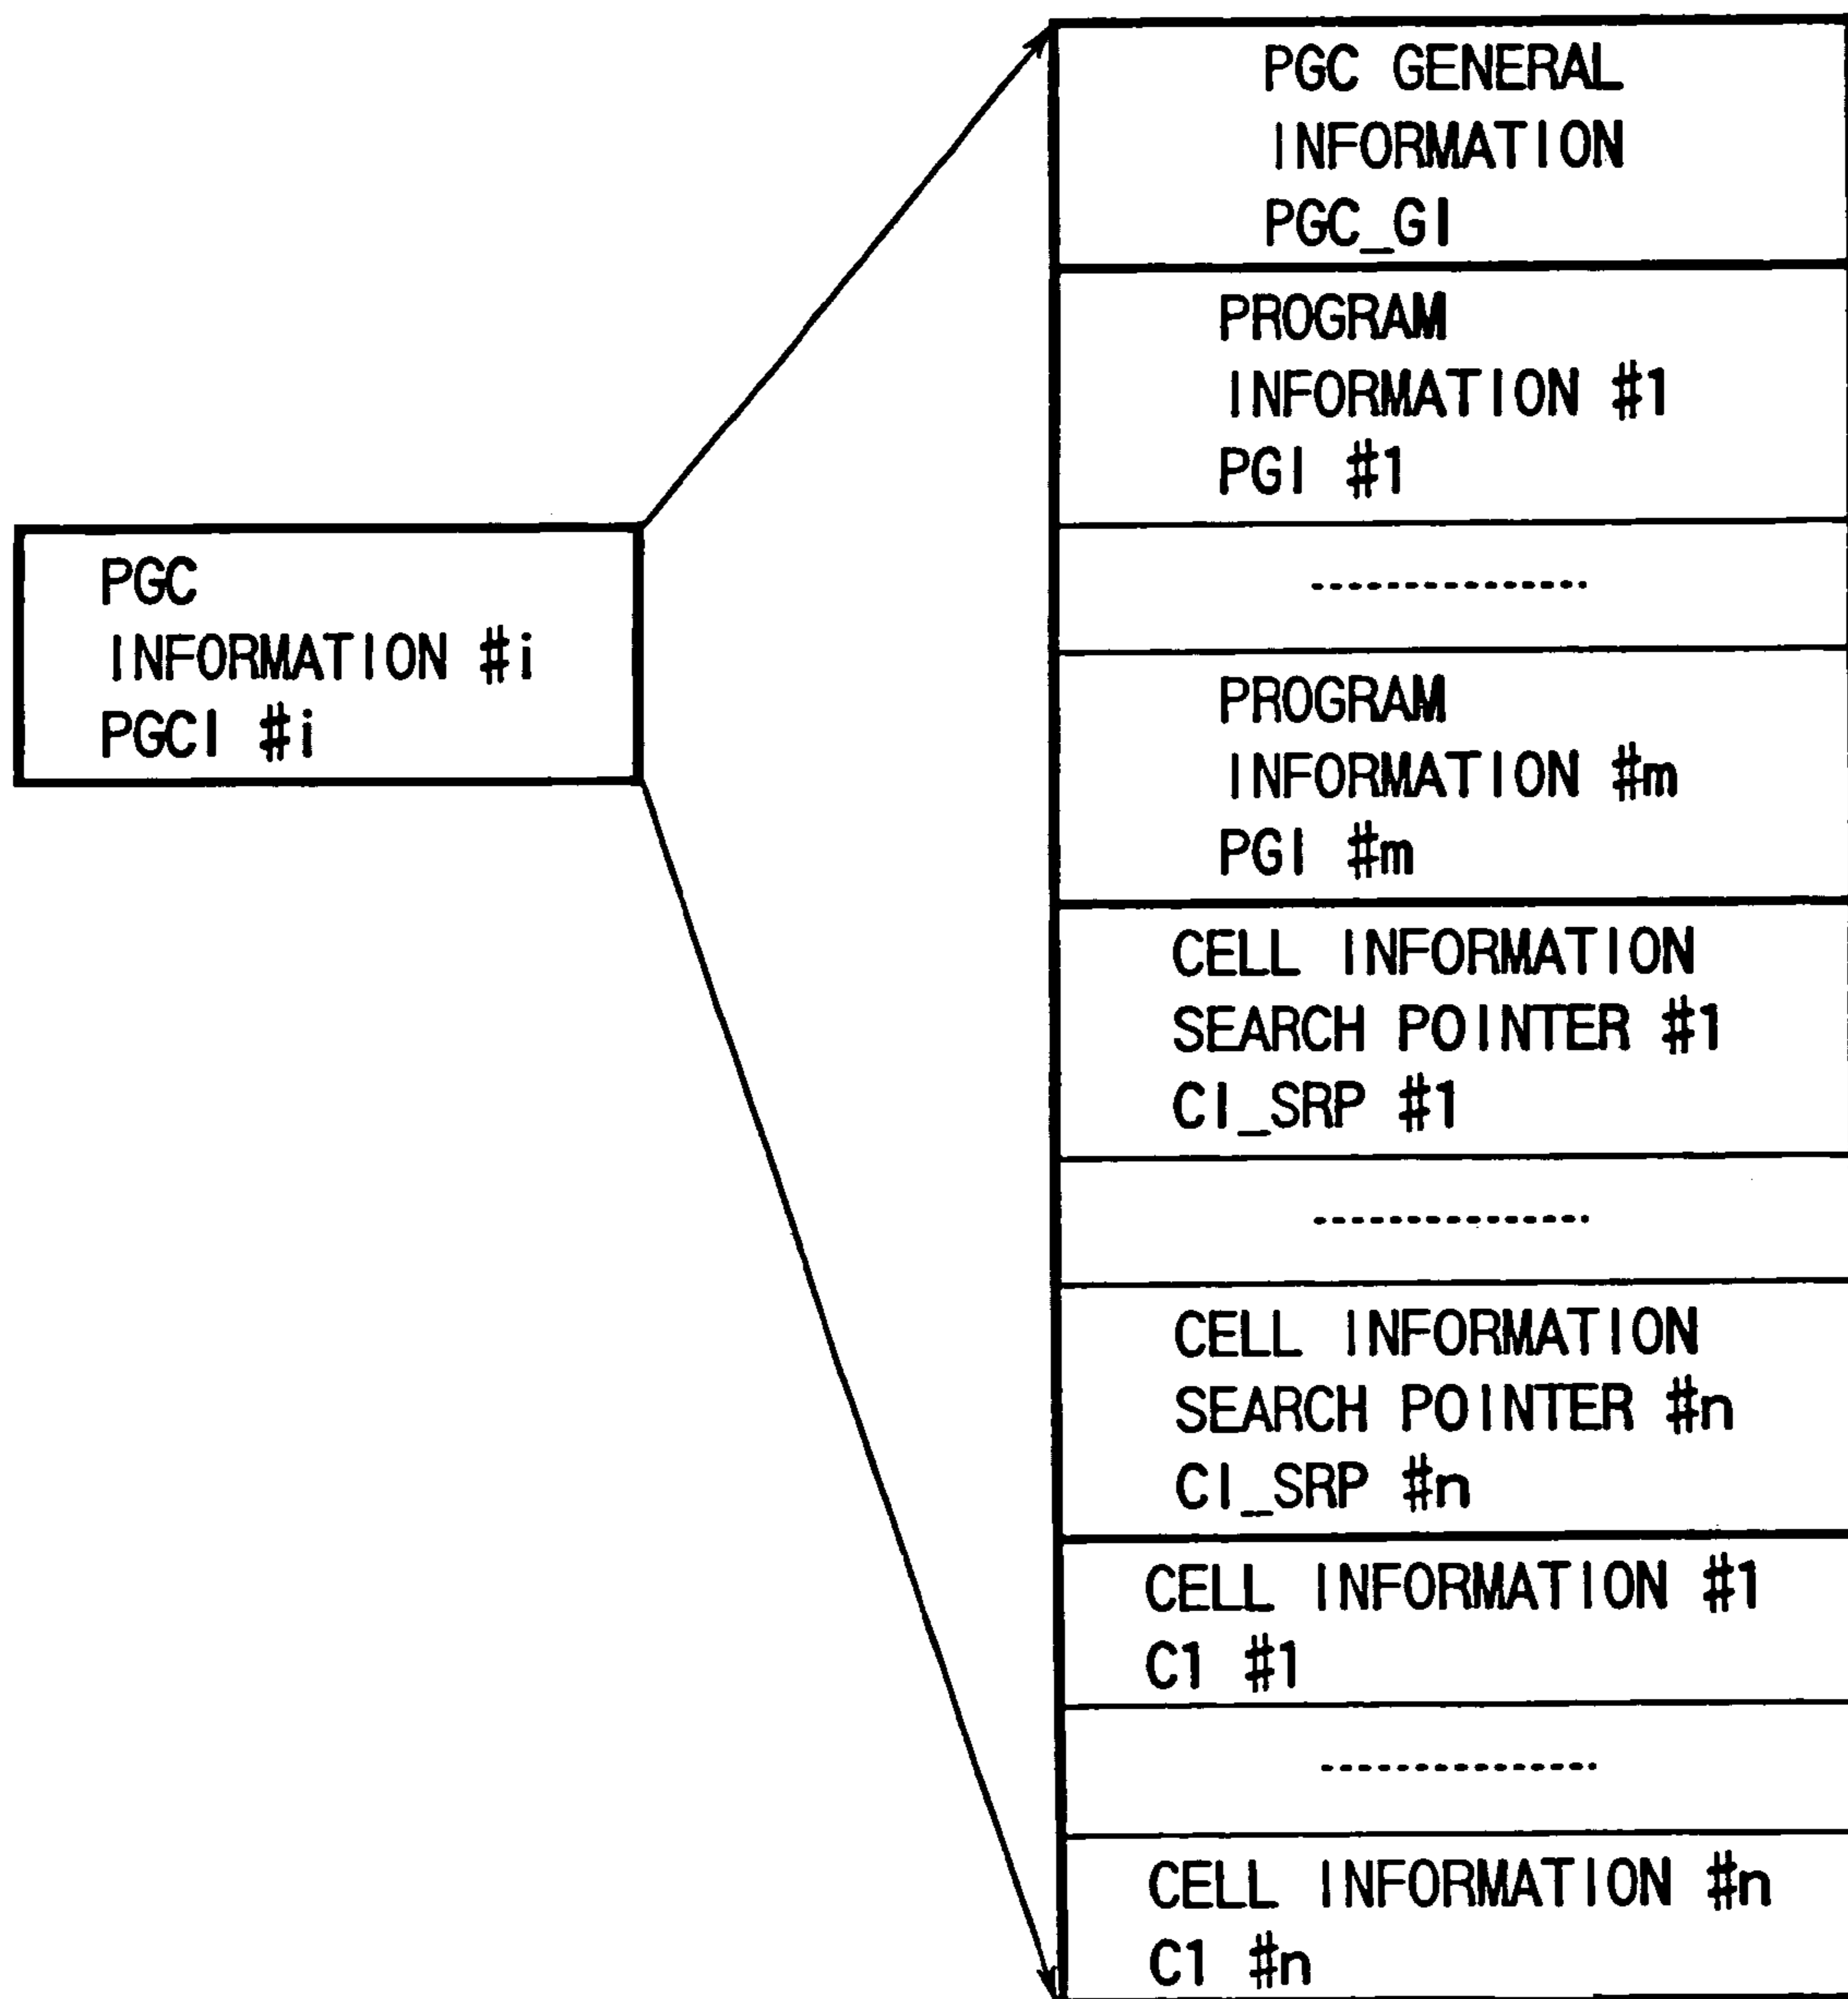 PGC
INFORMATION #i
PGCI #i
PGC GENERAL
INFORMATION
PGC_GI
PROGRAM
INFORMATION #1
PGI #1
PROGRAM
INFORMATION #m
PGI #m
CELL INFORMATION
SEARCH POINTER #1
CI_SRP #1
CELL INFORMATION
SEARCH POINTER #n
CI_SRP #n
CELL INFORMATION #1
C1 #1
CELL INFORMATION #n
C1 #n